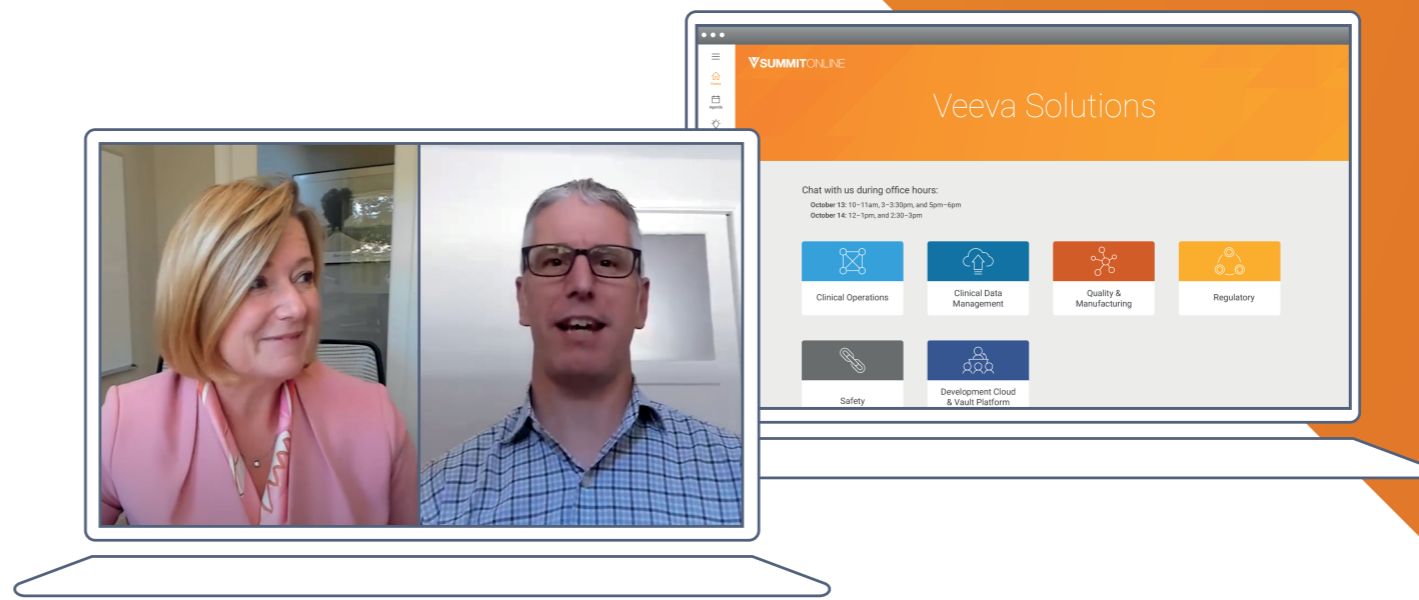 VSUMMITONLINE
Veeva Solutions
Agenda
Chat with us during office hours:
October 13: 10–11am, 3–3:30pm, and 5pm–6pm
October 14: 12–1pm, and 2:30–3pm
Clinical Operations
Clinical Data
Management
Quality &
Manufacturing
Regulatory
Safety
Development Cloud
& Vault Platform